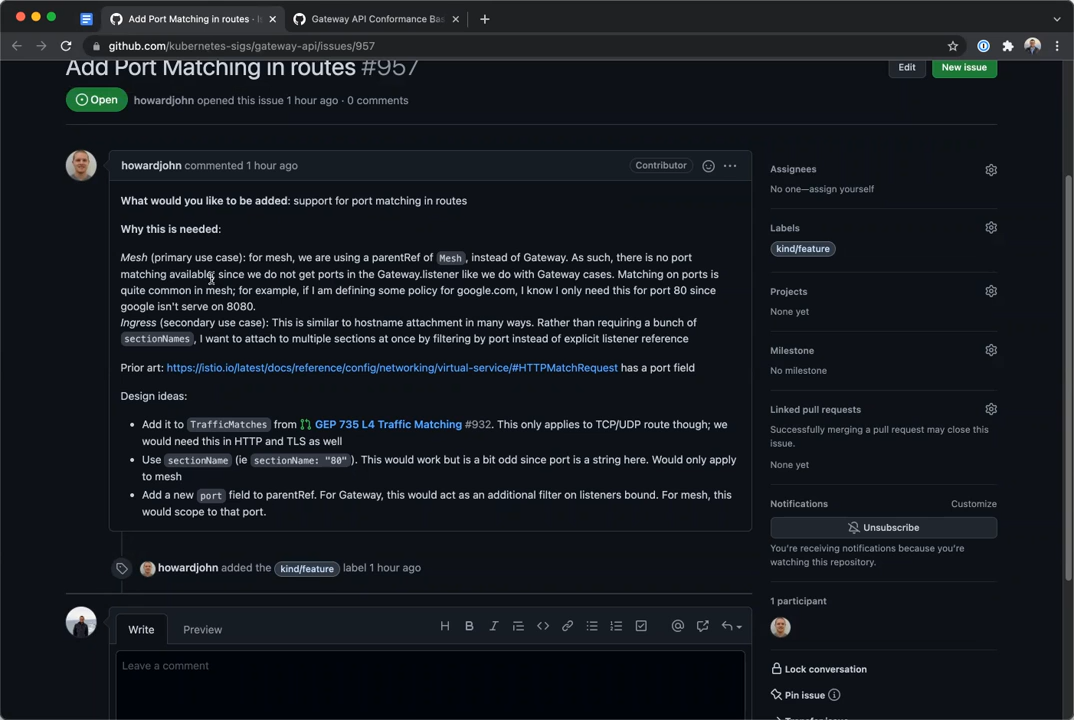 Add Port Matching in routes · Is
Gateway API Conformance Bas
github.com/kubernetes-sigs/gateway-api/issues/957
Add Port Matching in routes #957
Edit
New issue
Open
howardjohn opened this issue 1 hour ago · 0 comments
howardjohn commented 1 hour ago
Contributor
What would you like to be added: support for port matching in routes
Why this is needed:
Mesh (primary use case): for mesh, we are using a parentRef of Mesh, instead of Gateway. As such, there is no port
matching available; since we do not get ports in the Gateway.listener like we do with Gateway cases. Matching on ports is
quite common in mesh; for example, if I am defining some policy for google.com, I know I only need this for port 80 since
google isn't serve on 8080.
Ingress (secondary use case): This is similar to hostname attachment in many ways. Rather than requiring a bunch of
sectionNames, I want to attach to multiple sections at once by filtering by port instead of explicit listener reference
Prior art: https://istio.io/latest/docs/reference/config/networking/virtual-service/#HTTPMatchRequest has a port field
Design ideas:
• Add it to TrafficMatches from GEP 735 L4 Traffic Matching #932. This only applies to TCP/UDP route though; we
would need this in HTTP and TLS as well
• Use sectionName (ie sectionName: "80"). This would work but is a bit odd since port is a string here. Would only apply
to mesh
• Add a new port field to parentRef. For Gateway, this would act as an additional filter on listeners bound. For mesh, this
would scope to that port.
howardjohn added the kind/feature label 1 hour ago
Write
Preview
Leave a comment
Assignees
No one—assign yourself
Labels
kind/feature
Projects
None yet
Milestone
No milestone
Linked pull requests
Successfully merging a pull request may close this
issue.
None yet
Notifications
Customize
Unsubscribe
You're receiving notifications because you're
watching this repository.
1 participant
Lock conversation
Pin issue